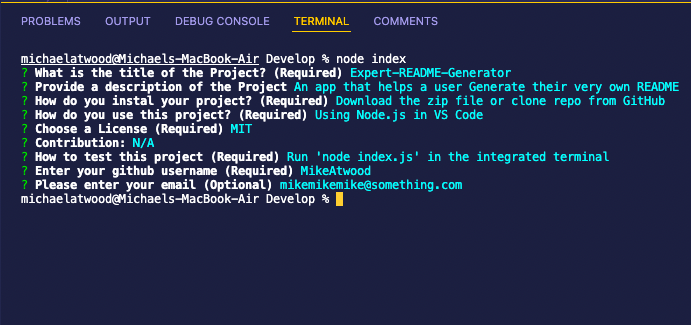 PROBLEMS OUTPUT DEBUG CONSOLE TERMINAL COMMENTS
michaelatwood@Michaels-MacBook-Air Develop % node index
? What is the title of the Project? (Required) Expert-README-Generator
? Provide a description of the Project An app that helps a user Generate their very own README
? How do you instal your project? (Required) Download the zip file or clone repo from GitHub
? How do you use this project? (Required) Using Node.js in VS Code
? Choose a License (Required) MIT
? Contribution: N/A
? How to test this project (Required) Run 'node index.js' in the integrated terminal
? Enter your github username (Required) MikeAtwood
? Please enter your email (Optional) mikemikemike@something.com
michaelatwood@Michaels-MacBook-Air Develop %